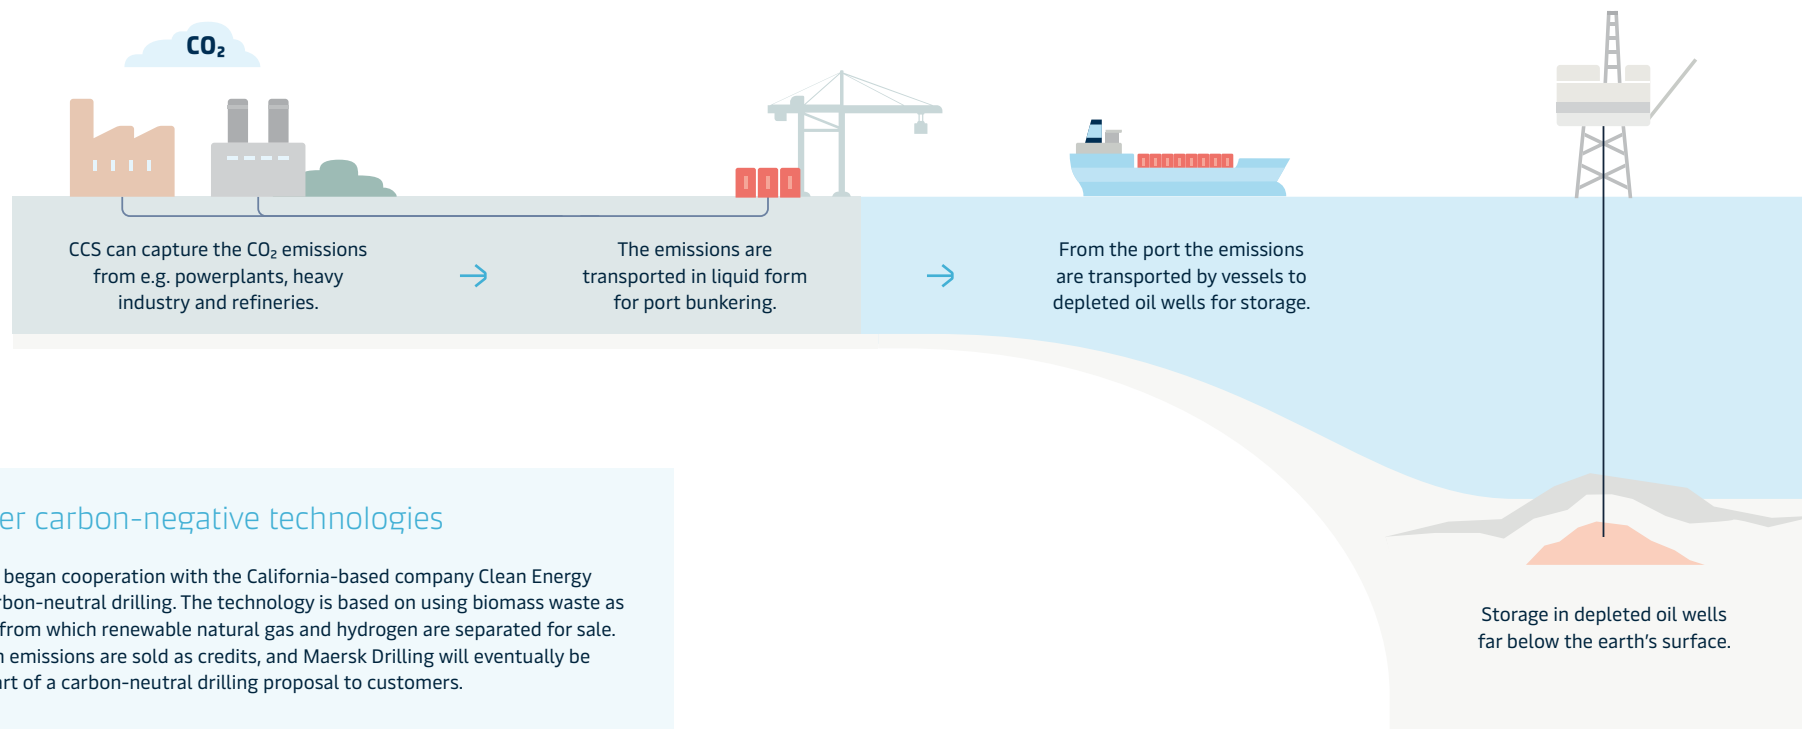 CO₂
CCS can capture the CO₂ emissions
from e.g. powerplants, heavy
industry and refineries.
The emissions are
transported in liquid form
for port bunkering.
From the port the emissions
are transported by vessels to
depleted oil wells for storage.
Storage in depleted oil wells
far below the earth's surface.
er carbon-negative technologies
began cooperation with the California-based company Clean Energy
rbon-neutral drilling. The technology is based on using biomass waste as
from which renewable natural gas and hydrogen are separated for sale.
n emissions are sold as credits, and Maersk Drilling will eventually be
art of a carbon-neutral drilling proposal to customers.